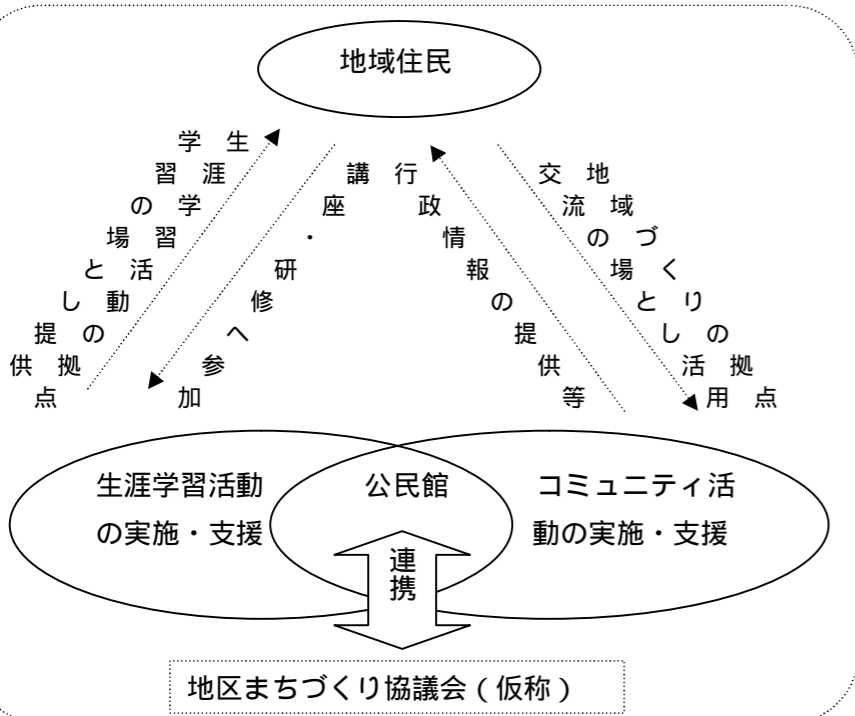 地域住民
生涯学習活動の拠点
学習の場として提供
講座・研修へ参加
行政情報の提供等
地域づくりの拠点
交流の場として活用
生涯学習活動
の実施・支援
公民館
コミュニティ活
動の実施・支援
連携
地区まちづくり協議会(仮称)